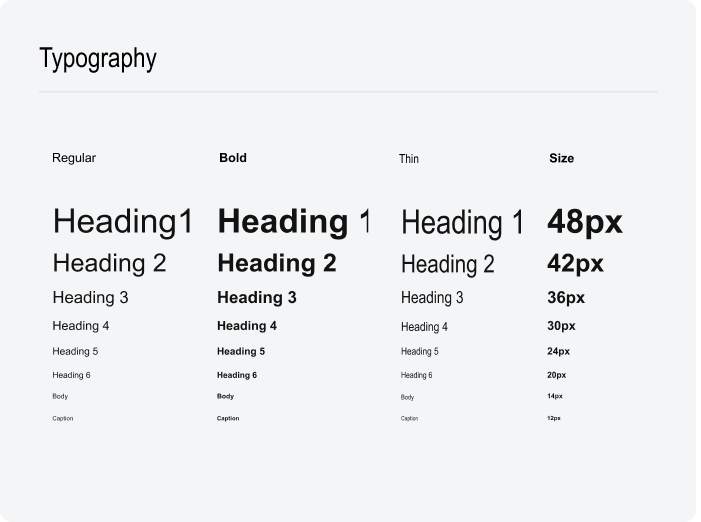 Typography
Regular Bold Thin Size
Heading1 Heading 1 Heading 1 48px
Heading 2 Heading 2 Heading 2 42px
Heading 3 Heading 3 Heading 3 36px
Heading 4 Heading 4 Heading 4 30px
Heading 5 Heading 5 Heading 5 24px
Heading 6 Heading 6 Heading 6 20px
Body Body Body 14px
Caption Caption Caption 12px